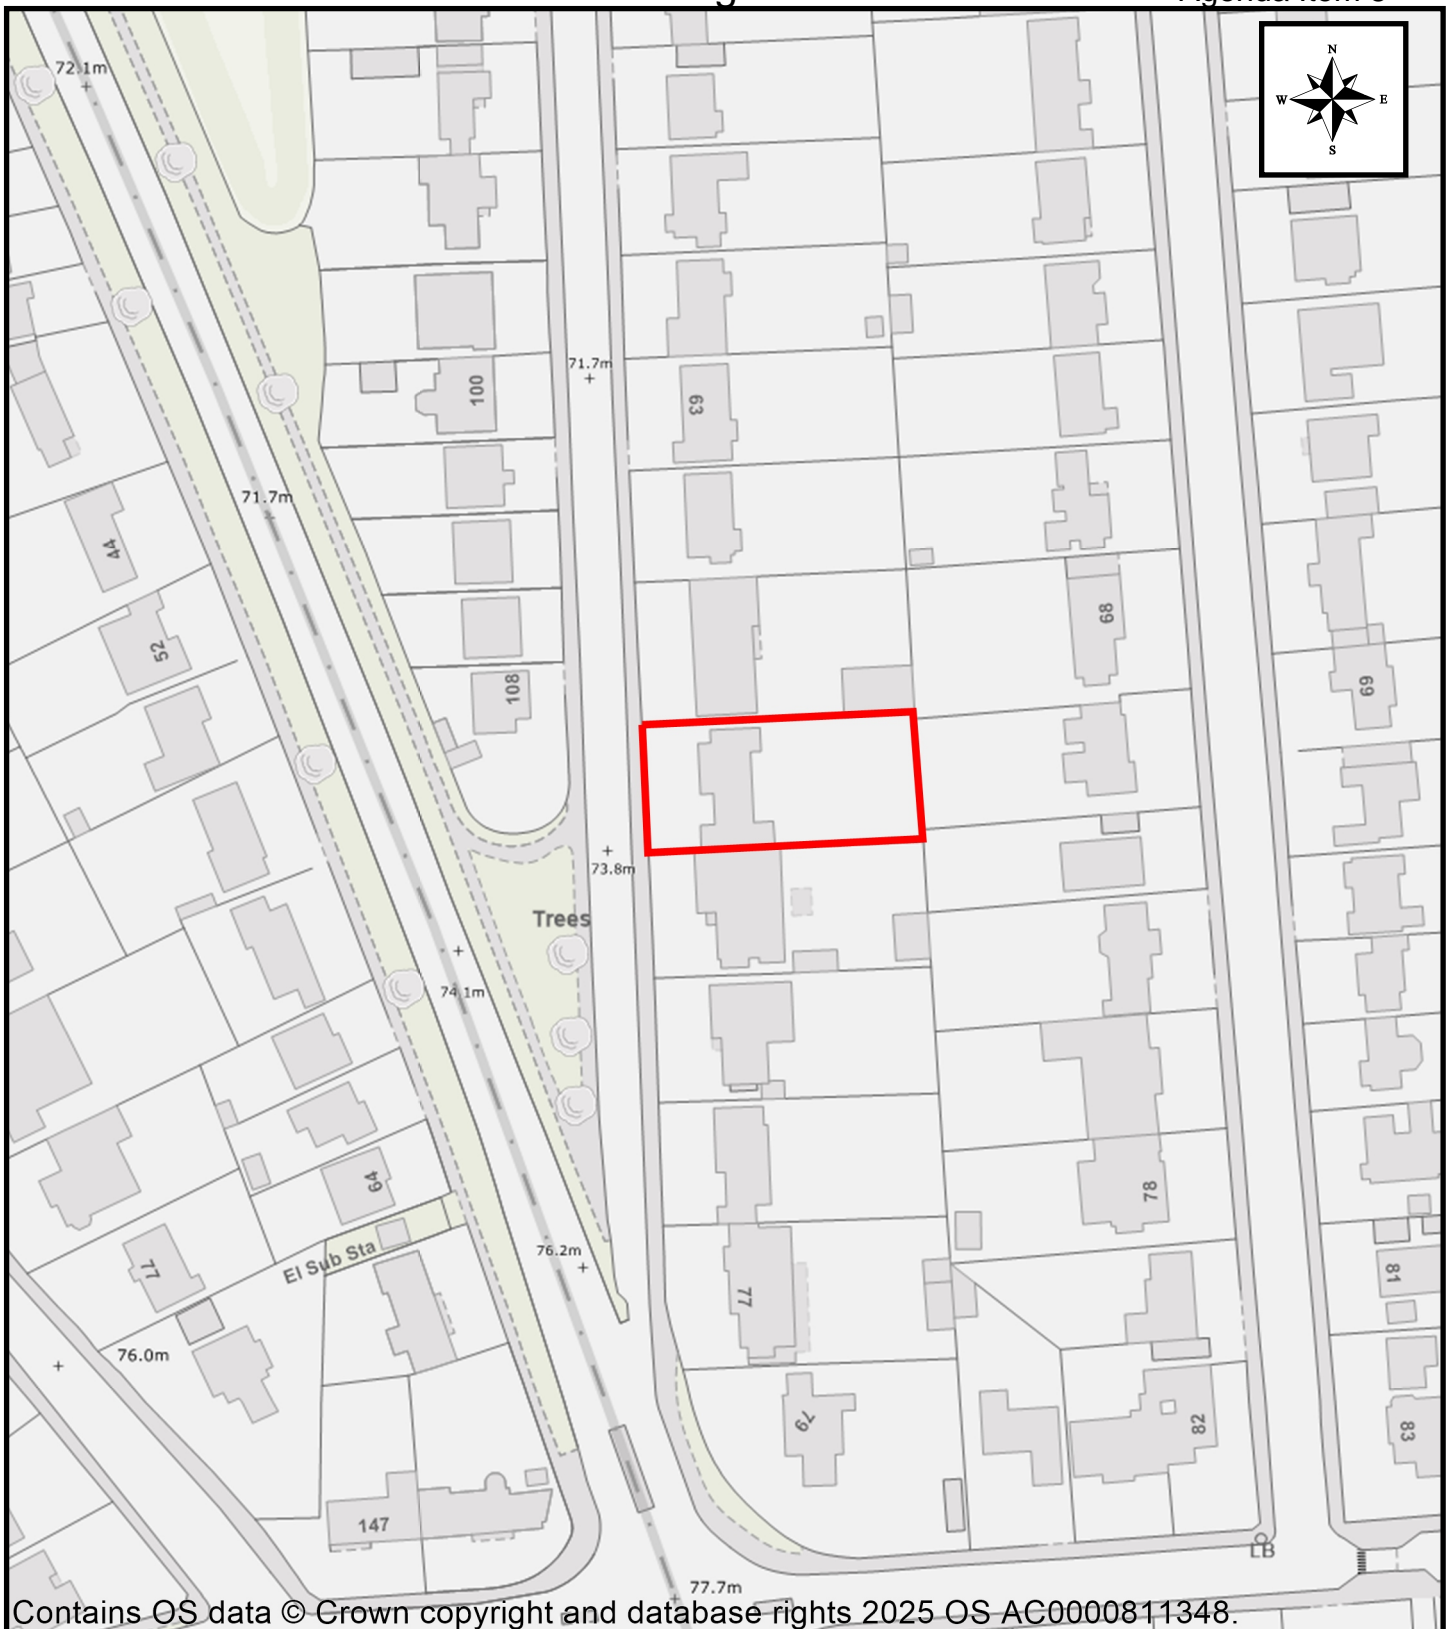 N
W E
S
72.1m
71.7m
100
63
71.7m
44
68
52
69
108
73.8m
Trees
74.1m
64
78
76.2m
El Sub Sta
77
77
81
76.0m
79
82
83
147
LB
77.7m
Contains OS data © Crown copyright and database rights 2025 OS AC0000811348.